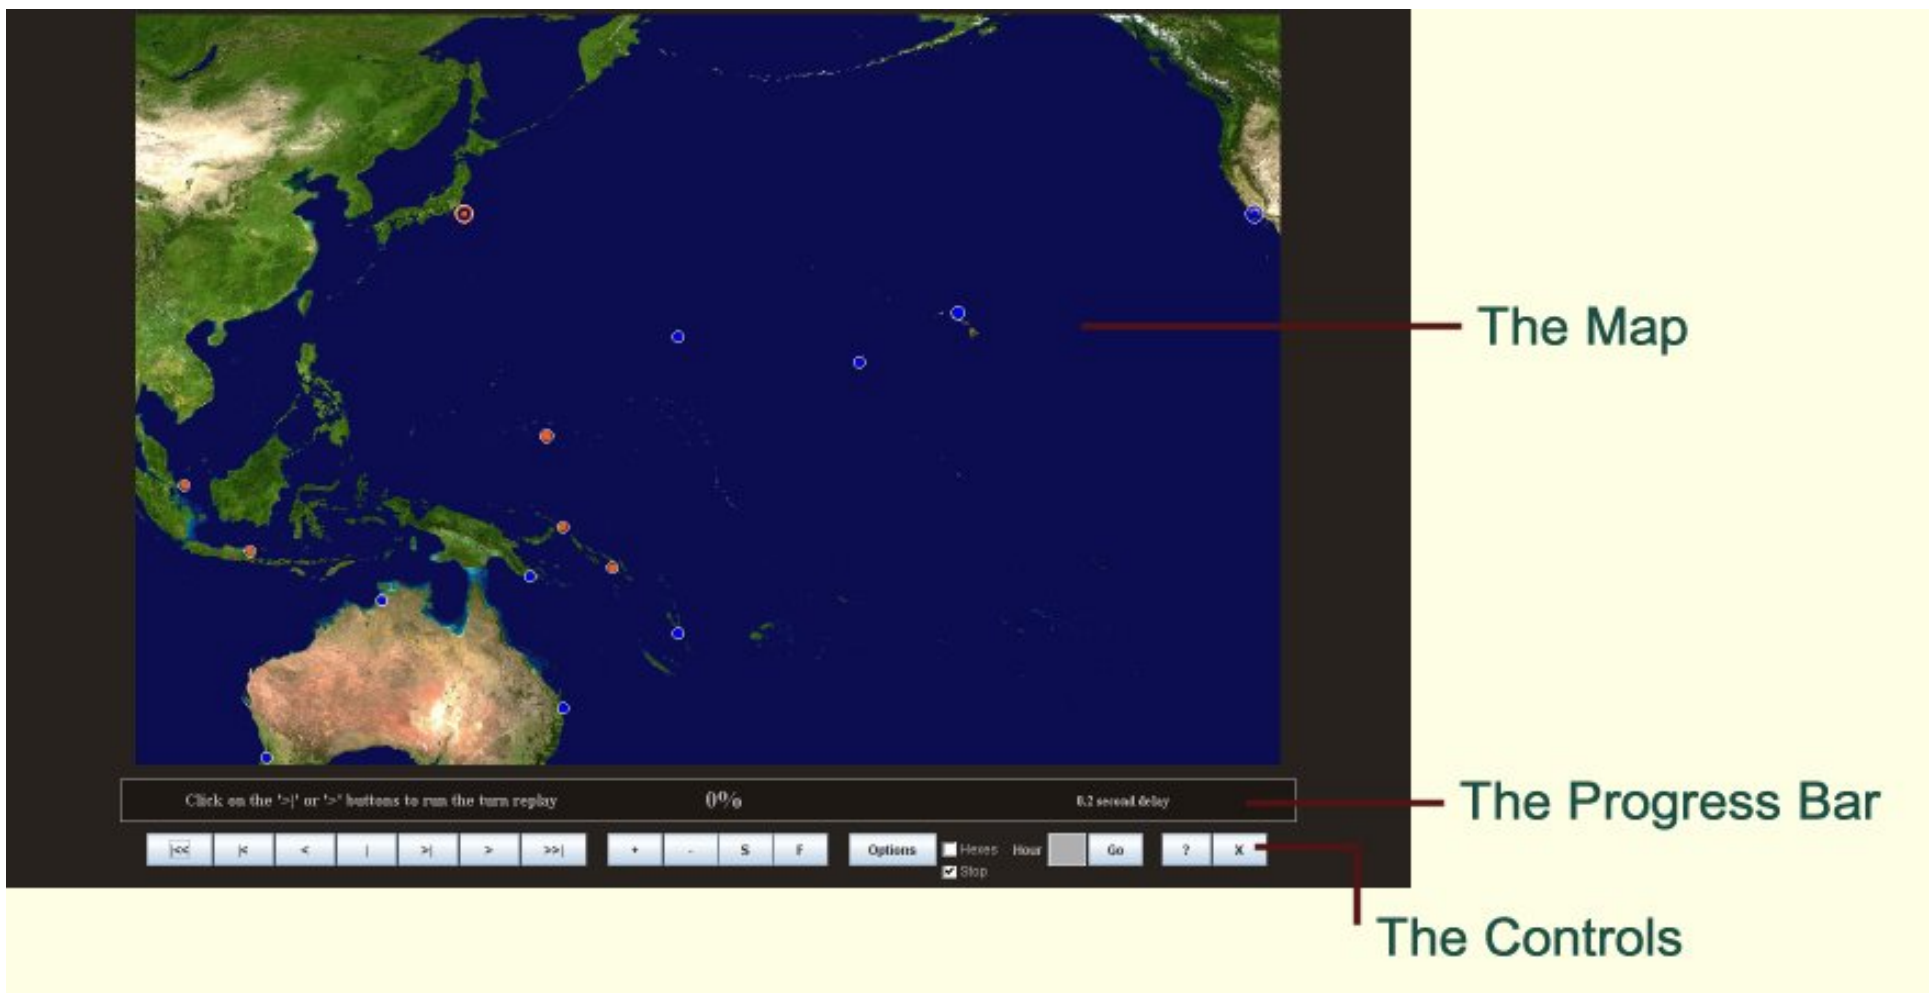 The Map
Click on the '>|' or '>' buttons to run the turn replay 0% 0.2 second delay
The Progress Bar
|<< |< < | >| > >>| + - S F Options Hexes Hour Go ? X
Stop
The Controls